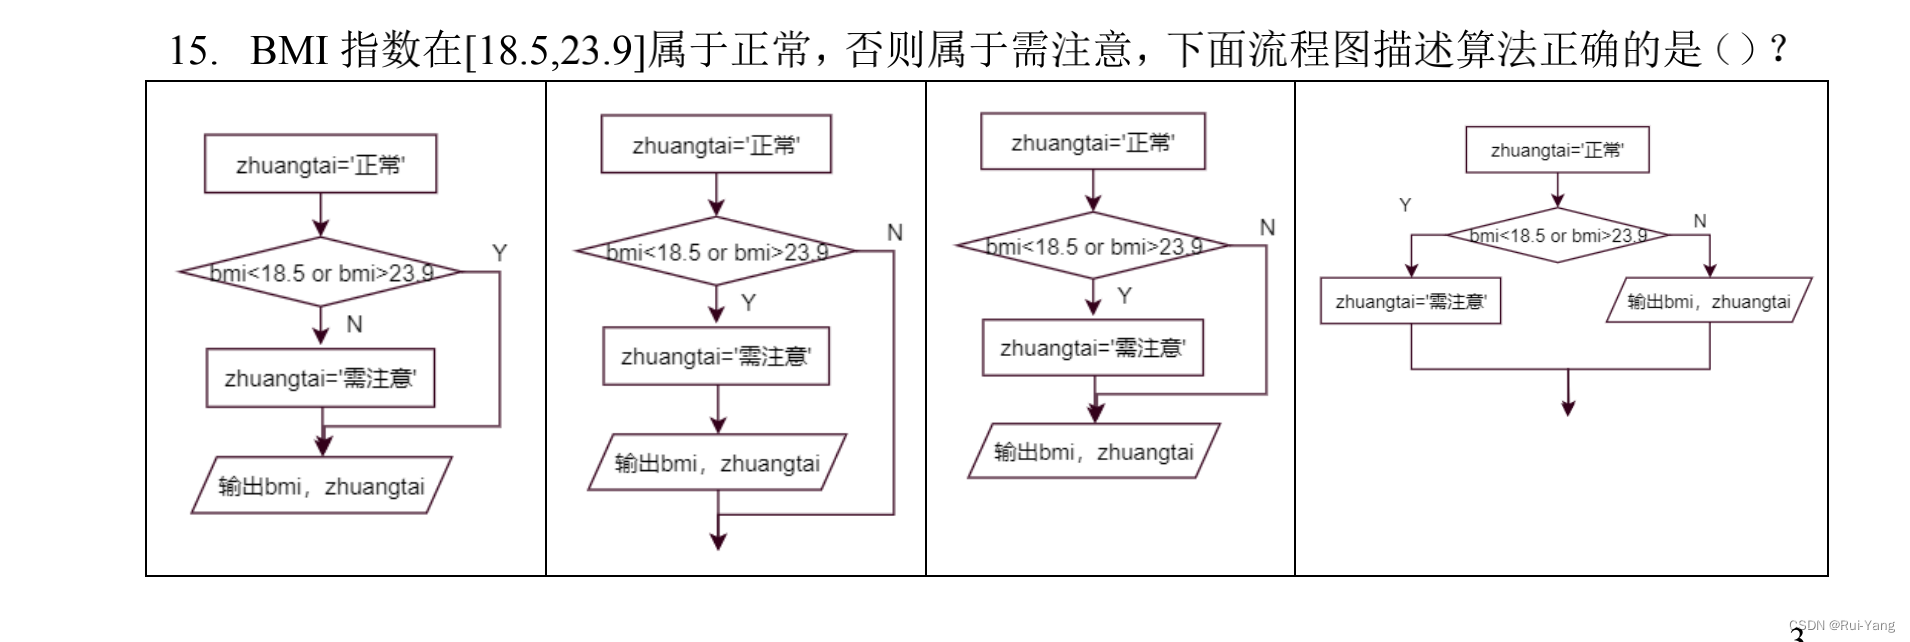 15. BMI 指数在[18.5,23.9]属于正常，否则属于需注意，下面流程图描述算法正确的是（）？
zhuangtai='正常'
bmi<18.5 or bmi>23.9
Y
N
zhuangtai='需注意'
输出bmi，zhuangtai
zhuangtai='正常'
bmi<18.5 or bmi>23.9
N
Y
zhuangtai='需注意'
输出bmi，zhuangtai
zhuangtai='正常'
bmi<18.5 or bmi>23.9
N
Y
zhuangtai='需注意'
输出bmi，zhuangtai
zhuangtai='正常'
Y
N
bmi<18.5 or bmi>23.9
zhuangtai='需注意'
输出bmi，zhuangtai
3
CSDN @Rui-Yang